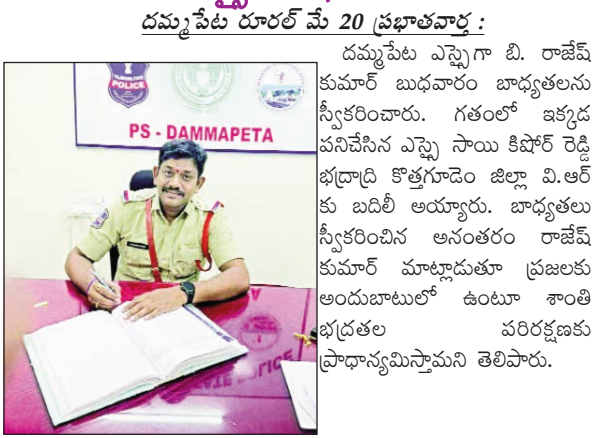 దమ్మపేట రూరల్ మే 20 ప్రభాతవార్త :
దమ్మపేట ఎస్సైగా బి. రాజేష్
కుమార్ బుధవారం బాధ్యతలను
స్వీకరించారు. గతంలో ఇక్కడ
పనిచేసిన ఎస్సై సాయి కిషోర్ రెడ్డి
భద్రాద్రి కొత్తగూడెం జిల్లా వి.ఆర్
కు బదిలీ అయ్యారు. బాధ్యతలు
స్వీకరించిన అనంతరం రాజేష్
కుమార్ మాట్లాడుతూ ప్రజలకు
అందుబాటులో ఉంటూ శాంతి
భద్రతల పరిరక్షణకు
ప్రాధాన్యమిస్తామని తెలిపారు.
POLICE
PS - DAMMAPETA
POLICE